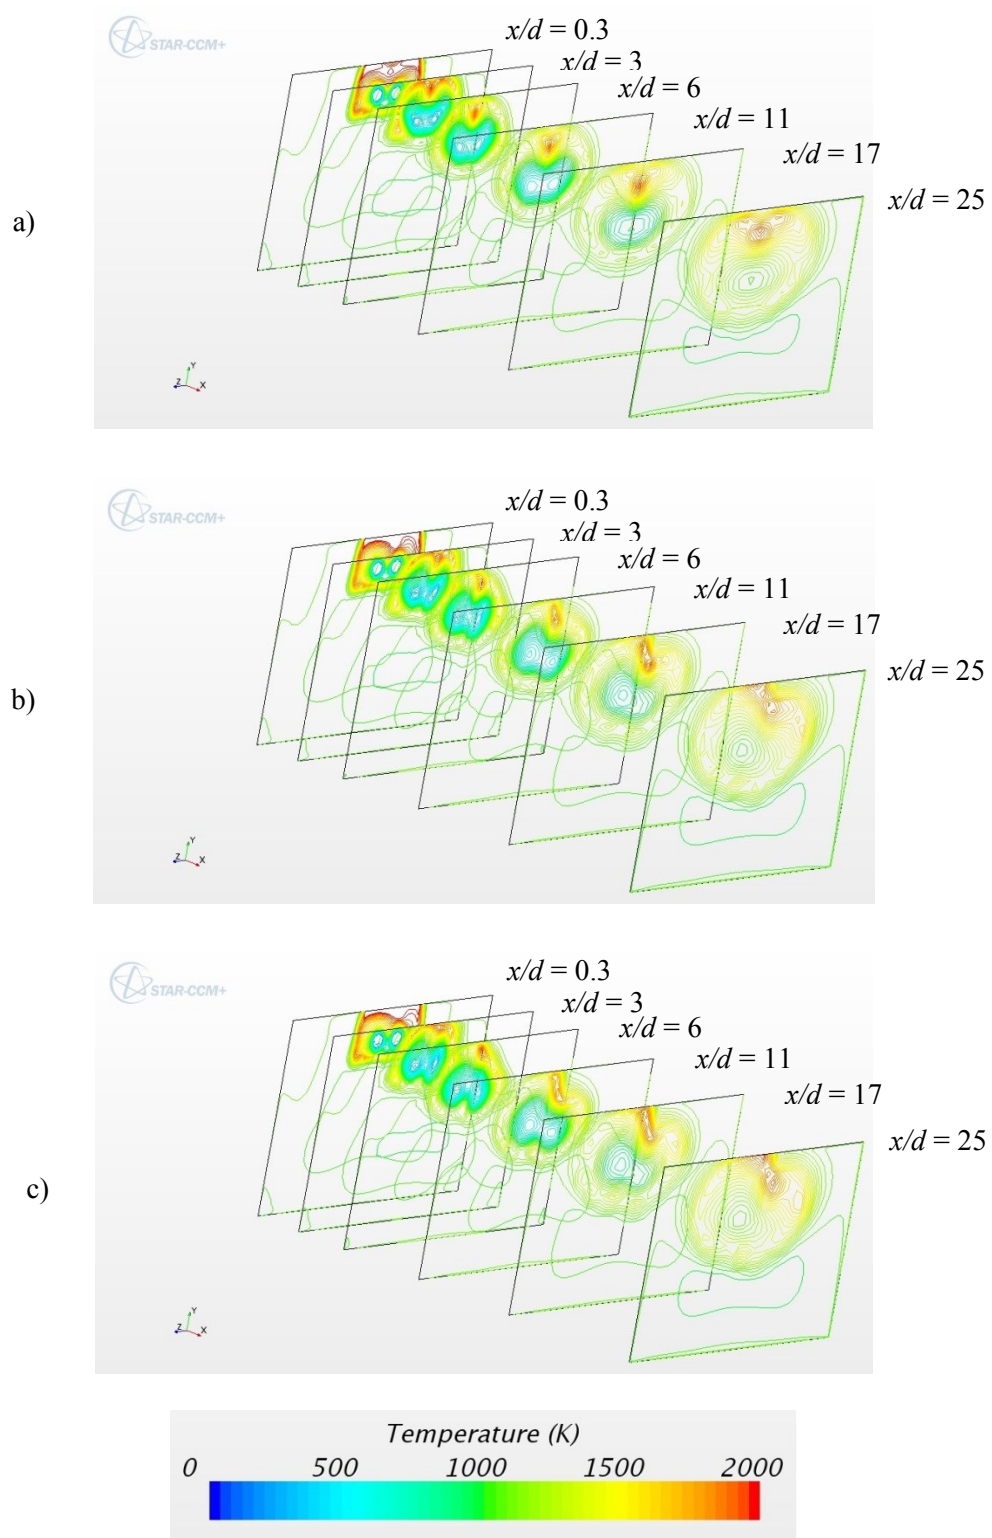 STAR-CCM+
x/d = 0.3
x/d = 3
x/d = 6
x/d = 11
x/d = 17
x/d = 25
a)
Y
Z
X
STAR-CCM+
x/d = 0.3
x/d = 3
x/d = 6
x/d = 11
x/d = 17
x/d = 25
b)
Y
Z
X
STAR-CCM+
x/d = 0.3
x/d = 3
x/d = 6
x/d = 11
x/d = 17
x/d = 25
c)
Y
Z
X
Temperature (K)
0 500 1000 1500 2000